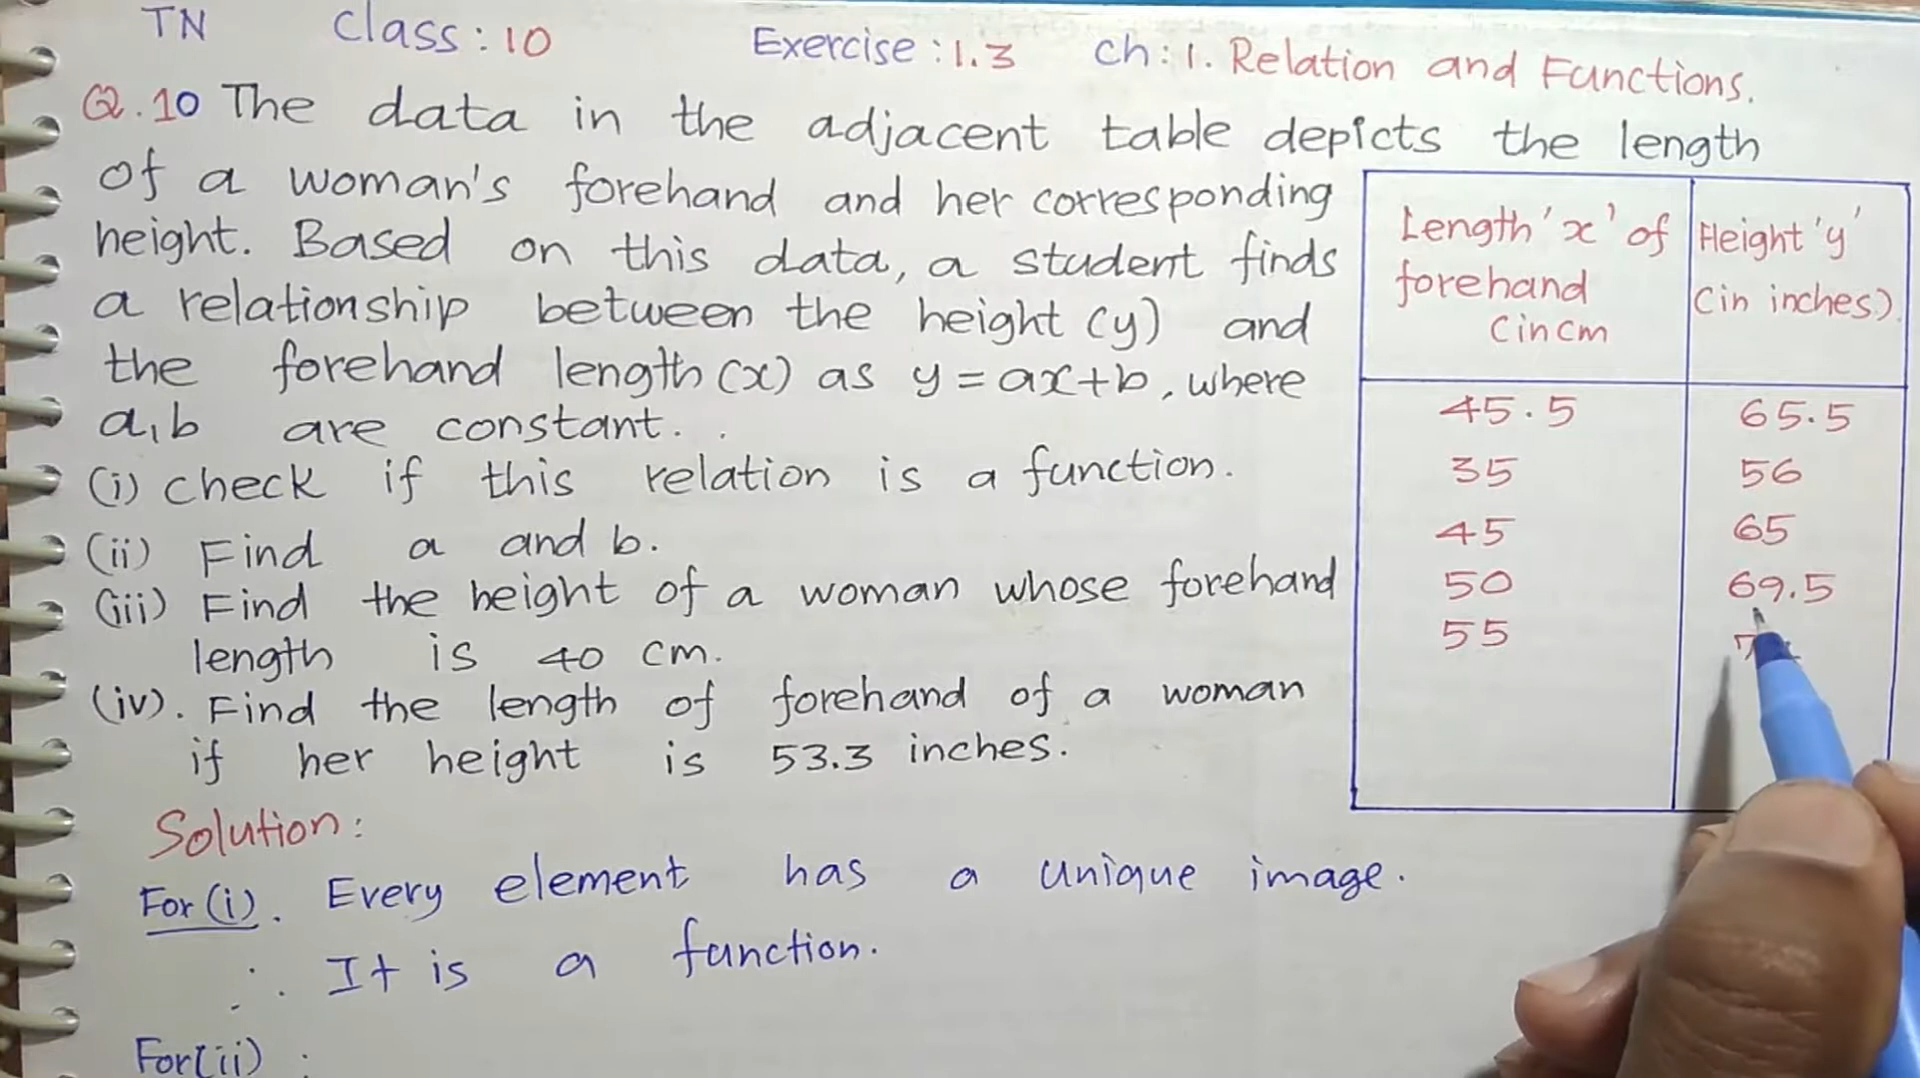 TN Class : 10 Exercise : 1.3 Ch : 1. Relation and Functions.
Q.10 The data in the adjacent table depicts the length
of a woman's forehand and her corresponding
height. Based on this data, a student finds
a relationship between the height (y) and
the forehand length (x) as y = ax+b, where
a,b are constant.
(i) check if this relation is a function.
(ii) Find a and b.
(iii) Find the height of a woman whose forehand
length is 40 cm.
(iv). Find the length of forehand of a woman
if her height is 53.3 inches.
Length 'x' of
forehand
(in cm
Height 'y'
(in inches)
45.5 65.5
35 56
45 65
50 69.5
55
Solution:
For (i). Every element has a unique image.
∴ It is a function.
For(ii) :